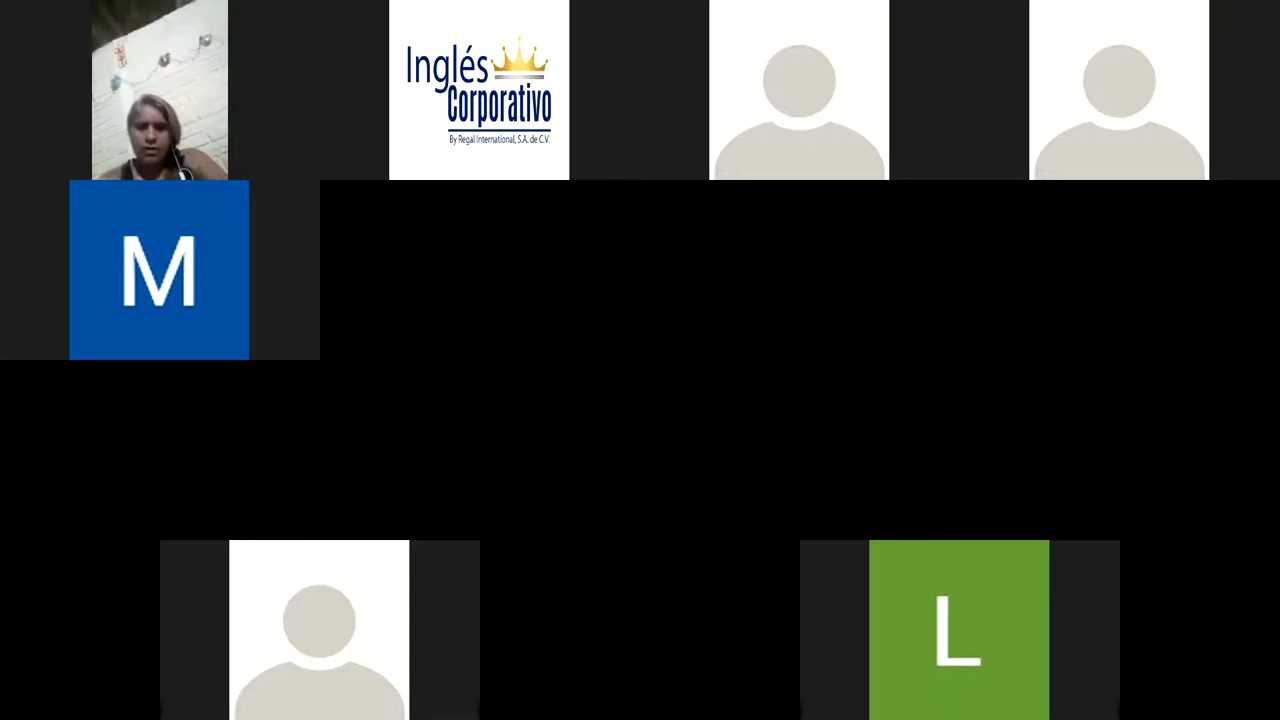 Inglés
Corporativo
By Regal International, S.A. de C.V.
M
L